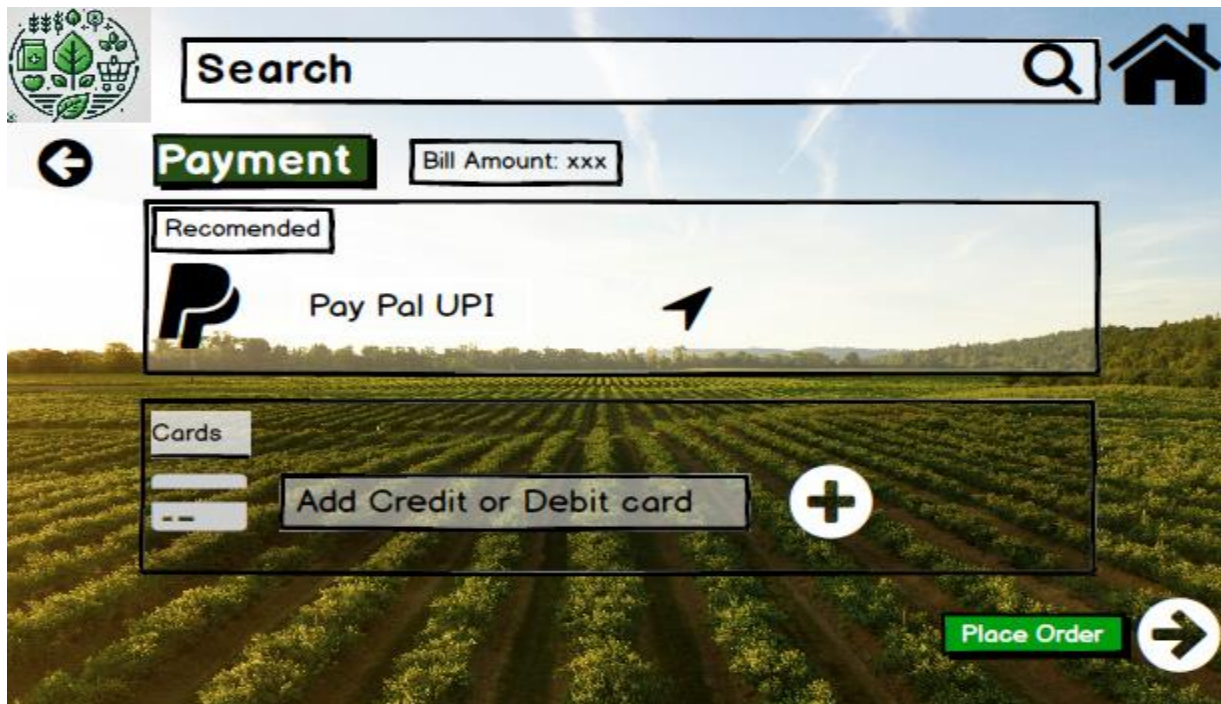 Search
Payment
Bill Amount: xxx
Recomended
Pay Pal UPI
Cards
Add Credit or Debit card
Place Order